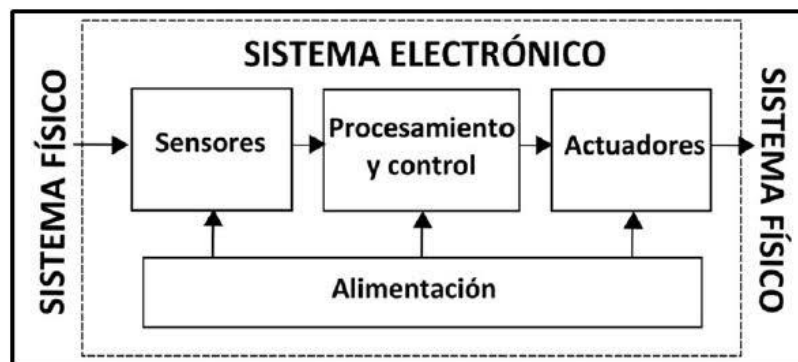 SISTEMA ELECTRÓNICO
SISTEMA FÍSICO
Sensores
Procesamiento
y control
Actuadores
SISTEMA FÍSICO
Alimentación